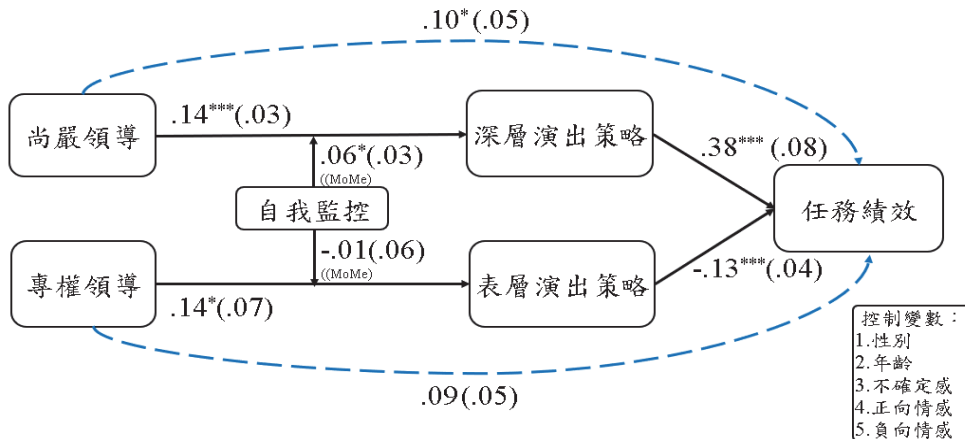 .10*(.05)
尚嚴領導
.14***(.03)
深層演出策略
.38*** (.08)
.06*(.03)
((MoMe)
自我監控
任務績效
-.01(.06)
((MoMe)
專權領導
.14*(.07)
表層演出策略
-.13***(.04)
.09(.05)
控制變數：
1.性別
2.年齡
3.不確定感
4.正向情感
5.負向情感